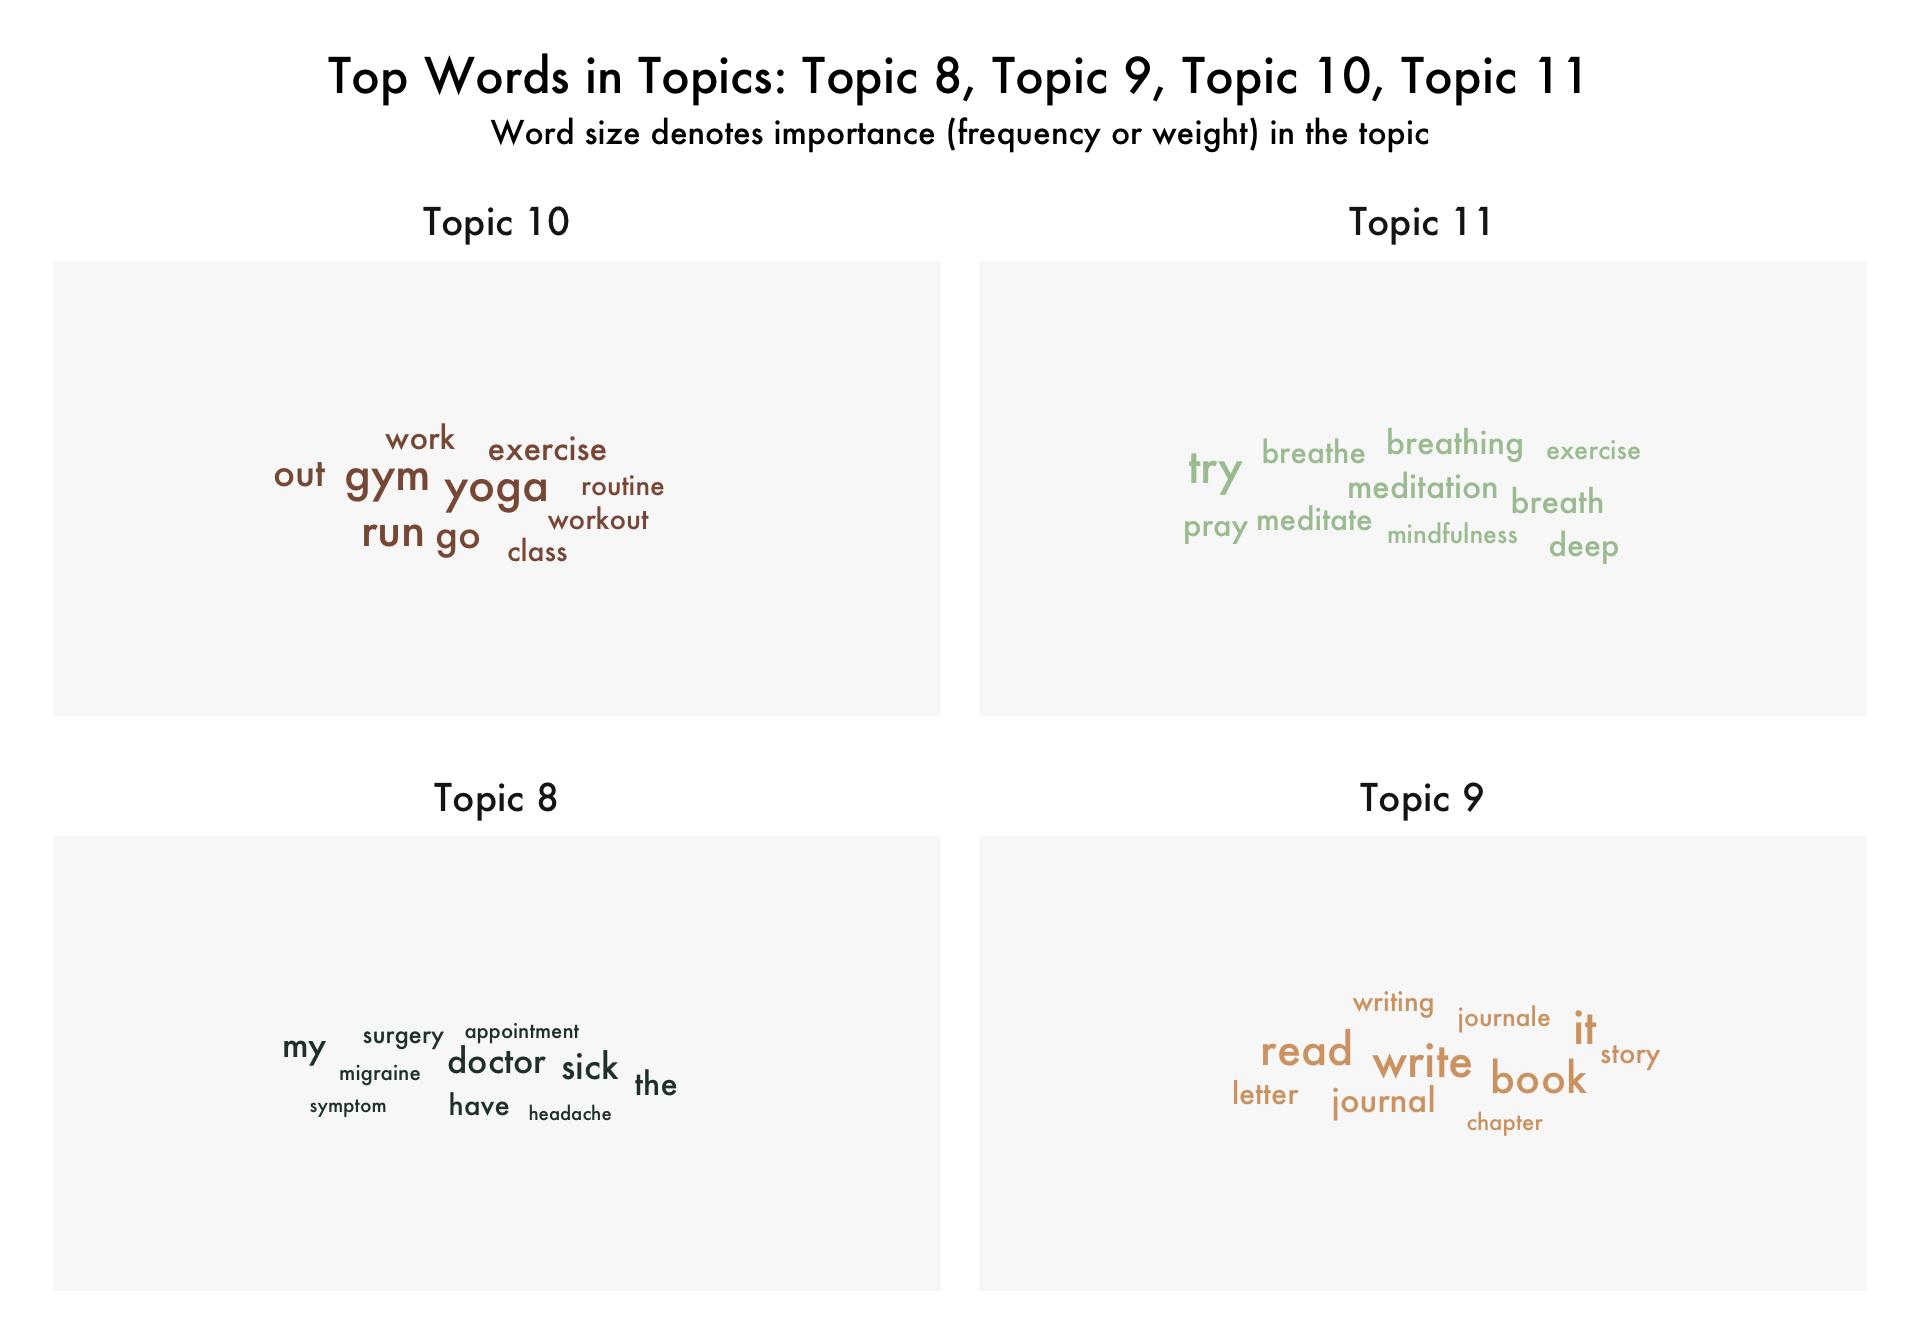 Top Words in Topics: Topic 8, Topic 9, Topic 10, Topic 11
Word size denotes importance (frequency or weight) in the topic
Topic 10
work
exercise
out gym yoga routine
workout
run go
class
Topic 11
try breathe breathing exercise
meditation breath
pray meditate mindfulness deep
Topic 8
my surgery appointment
migraine doctor sick the
symptom have headache
Topic 9
writing journale it
read write book story
letter journal chapter